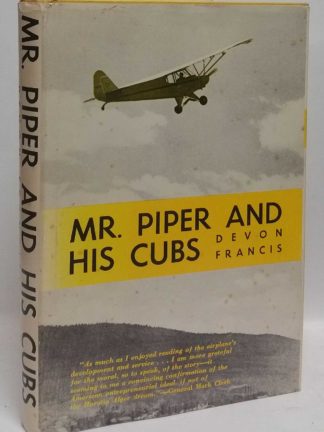 MR. PIPER AND HIS CUBS
MR. PIPER AND
HIS CUBS
DEVON
FRANCIS
"As much as I enjoyed reading of the airplane's
development and service . . . I am more grateful
for the moral, so to speak, of the story—it
seeming to me a convincing confirmation of the
American entrepreneurial ideal, if not of
the Horatio Alger dream."—General Mark Clark